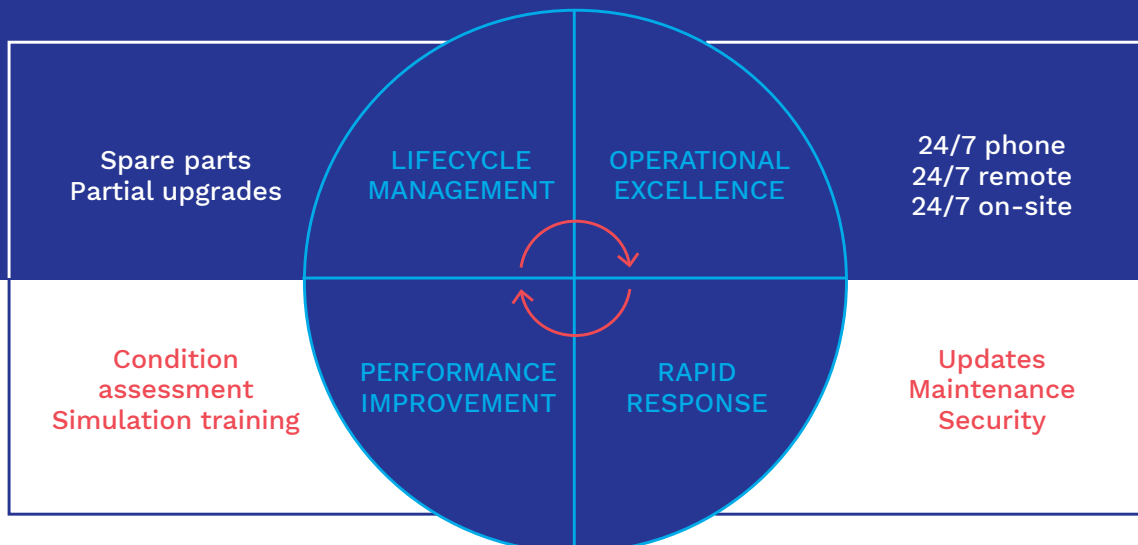 Spare parts
Partial upgrades
LIFECYCLE
MANAGEMENT
OPERATIONAL
EXCELLENCE
24/7 phone
24/7 remote
24/7 on-site
Condition
assessment
Simulation training
PERFORMANCE
IMPROVEMENT
RAPID
RESPONSE
Updates
Maintenance
Security